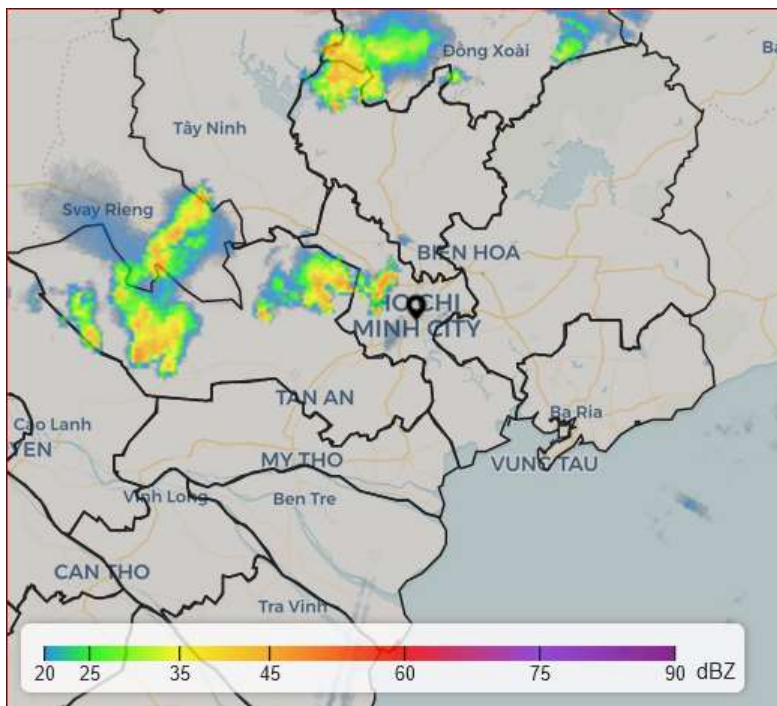 Đồng Xoài
Ba
Tây Ninh
Svay Rieng
BIEN HOA
HO CHI
MINH CITY
TAN AN
Cao Lanh
YEN
Ba Ria
MY THO
VUNG TAU
Vinh Long
Ben Tre
CAN THO
Tra Vinh
20 25 35 45 60 75 90 dBZ